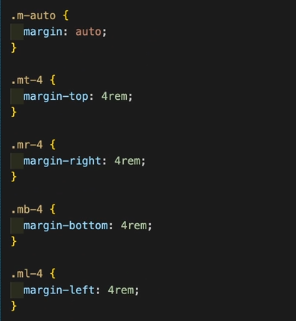 .m-auto {
  margin: auto;
}
.mt-4 {
  margin-top: 4rem;
}
.mr-4 {
  margin-right: 4rem;
}
.mb-4 {
  margin-bottom: 4rem;
}
.ml-4 {
  margin-left: 4rem;
}